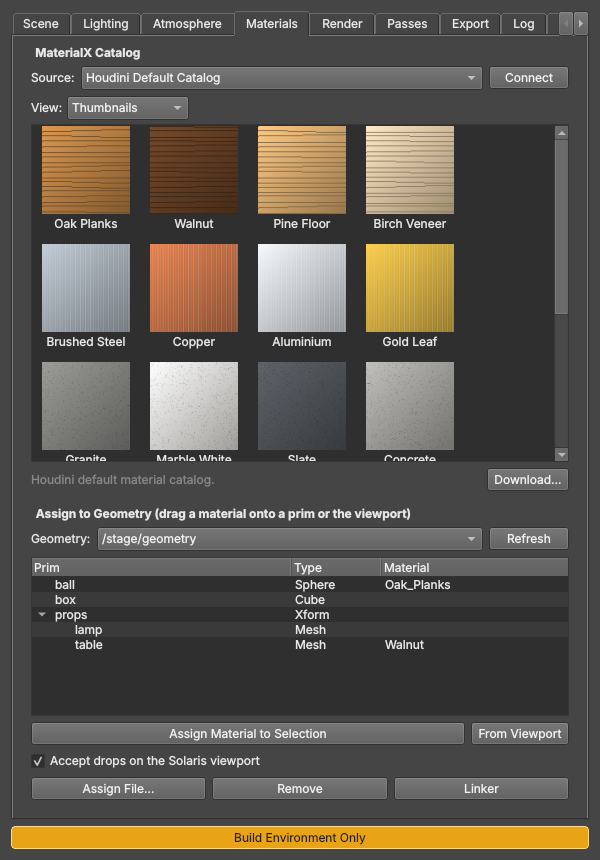 Scene Lighting Atmosphere Materials Render Passes Export Log
MaterialX Catalog
Source: Houdini Default Catalog Connect
View: Thumbnails
Oak Planks Walnut Pine Floor Birch Veneer
Brushed Steel Copper Aluminium Gold Leaf
Granite Marble White Slate Concrete
Houdini default material catalog. Download...
Assign to Geometry (drag a material onto a prim or the viewport)
Geometry: /stage/geometry Refresh
Prim Type Material
ball Sphere Oak_Planks
box Cube
props Xform
lamp Mesh
table Mesh Walnut
Assign Material to Selection From Viewport
Accept drops on the Solaris viewport
Assign File... Remove Linker
Build Environment Only